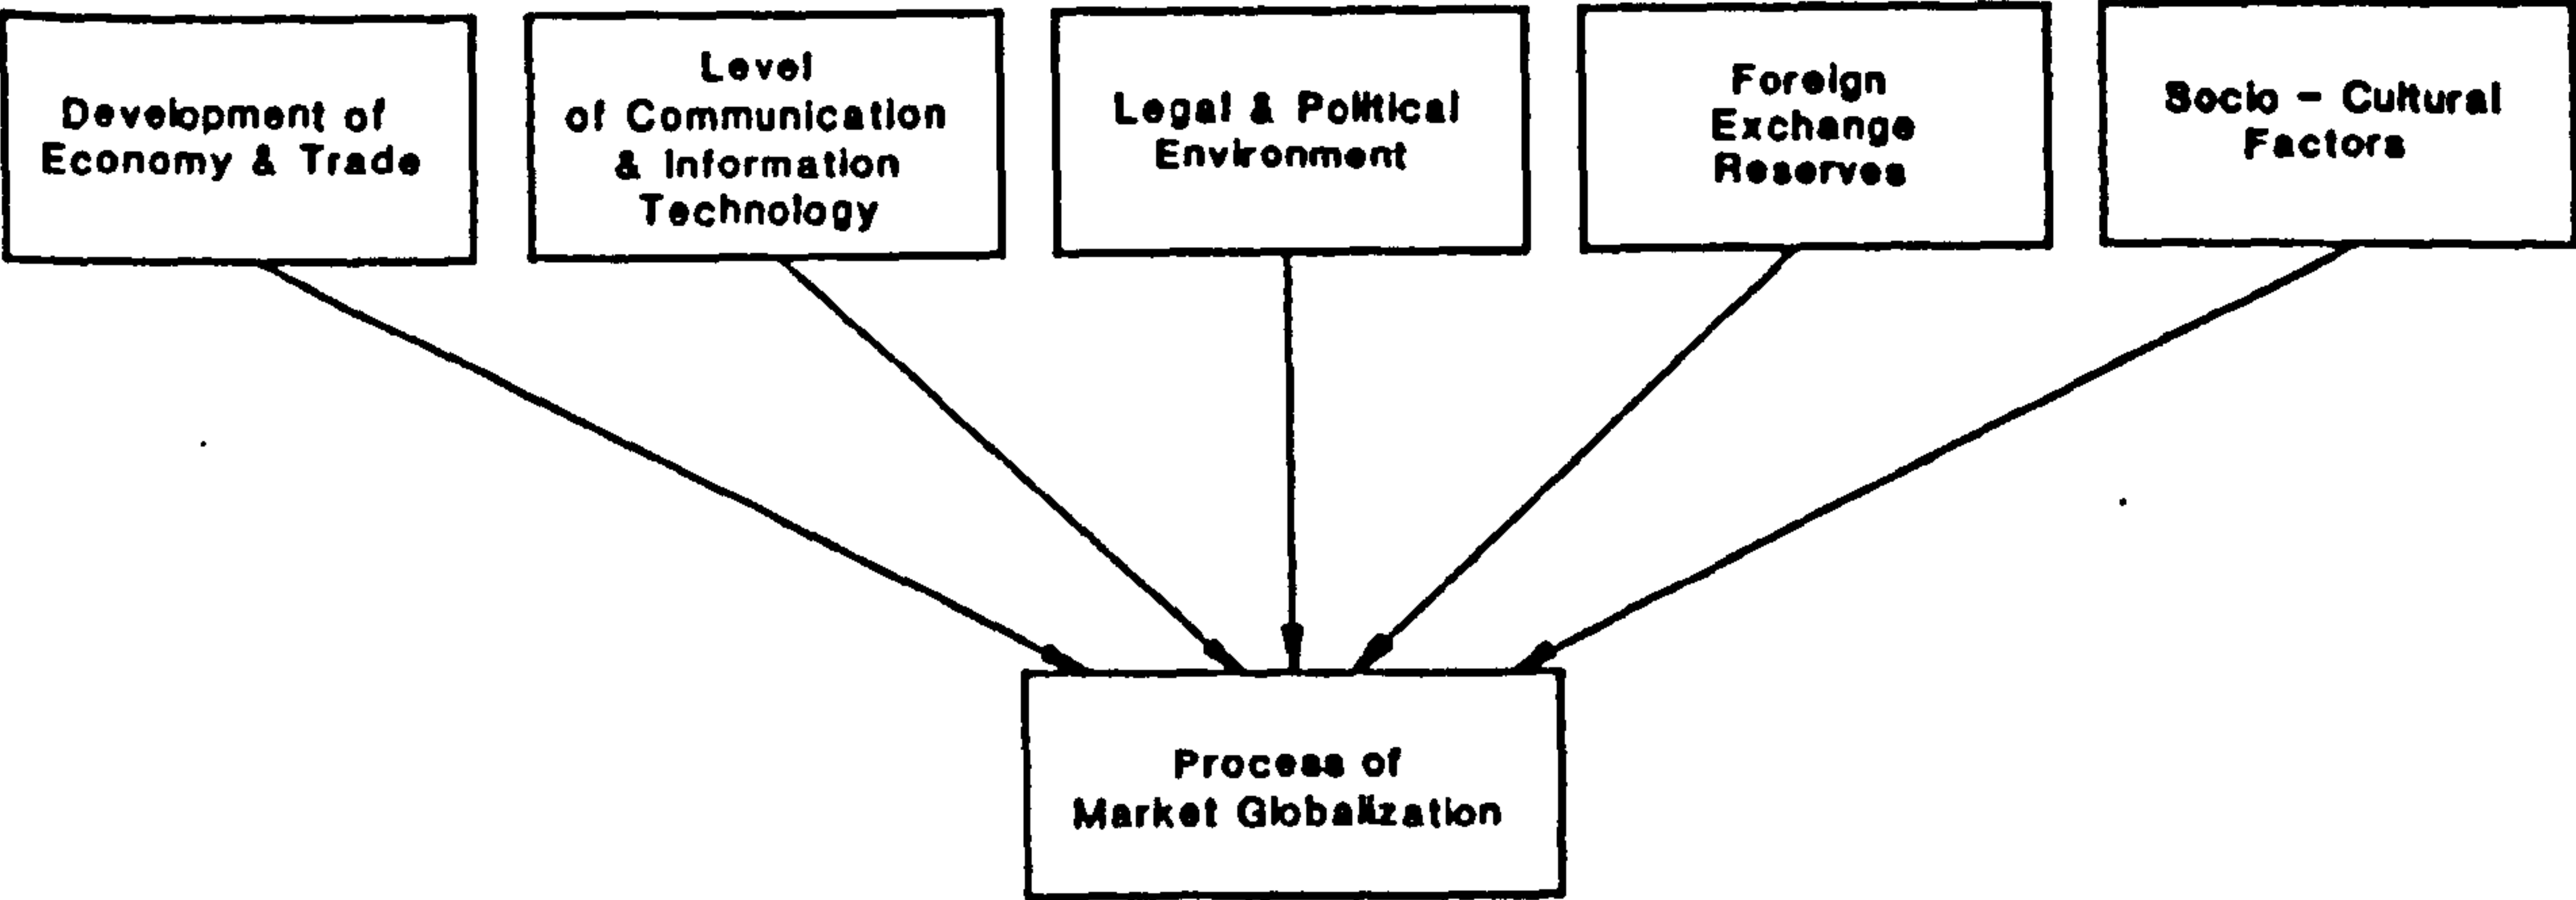 Development of
Economy & Trade
Level
of Communication
& Information
Technology
Legal & Political
Environment
Foreign
Exchange
Reserves
Socio - Cultural
Factors
Process of
Market Globalization